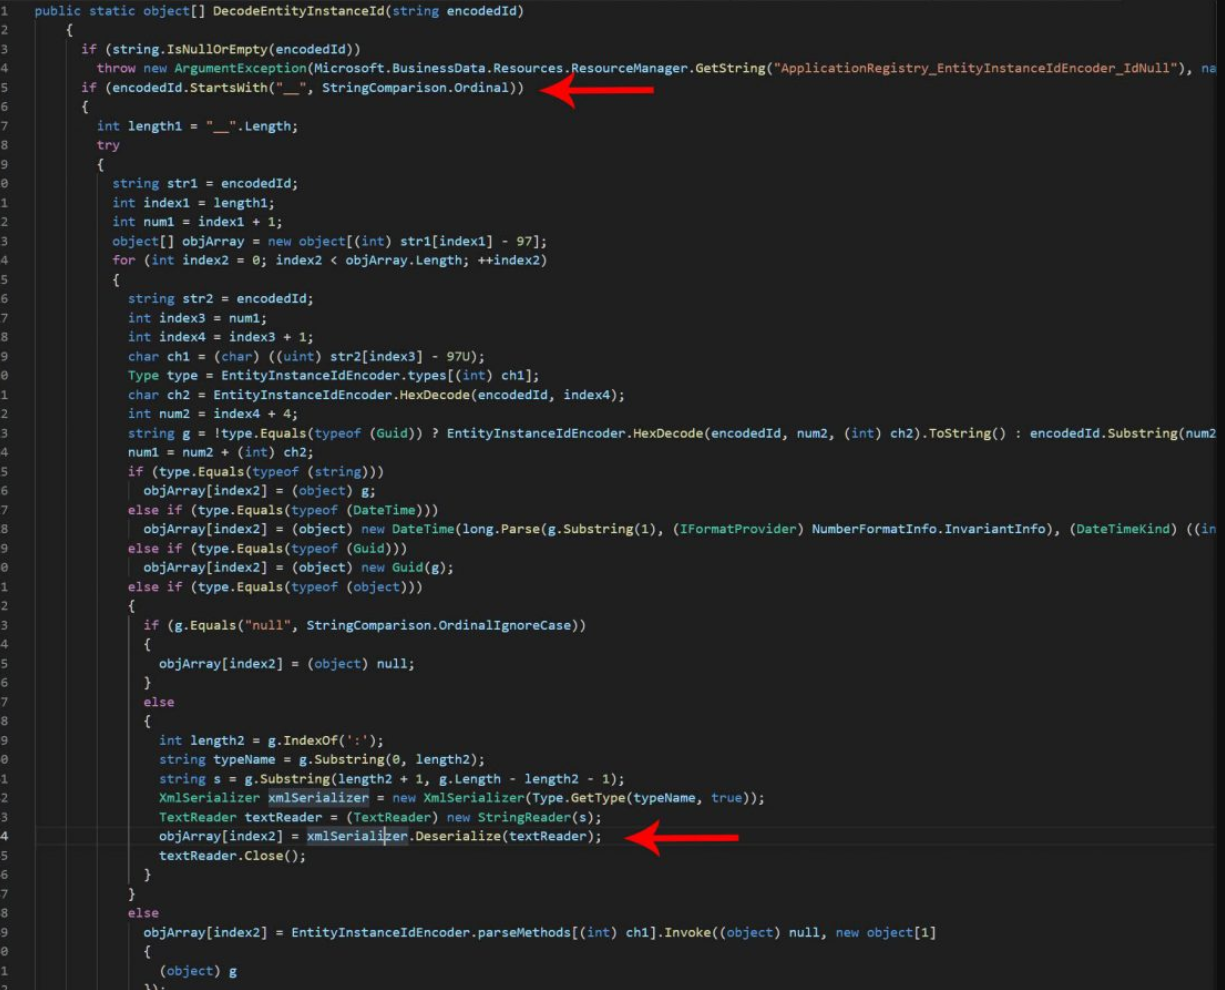 1 public static object[] DecodeEntityInstanceId(string encodedId)
2 {
3 if (string.IsNullOrEmpty(encodedId))
4 throw new ArgumentException(Microsoft.BusinessData.Resources.ResourceManager.GetString("ApplicationRegistry_EntityInstanceIdEncoder_IdNull"), na
5 if (encodedId.StartsWith("__", StringComparison.Ordinal))
6 {
7 int length1 = "__".Length;
8 try
9 {
0 string str1 = encodedId;
1 int index1 = length1;
2 int num1 = index1 + 1;
3 object[] objArray = new object[(int) str1[index1] - 97];
4 for (int index2 = 0; index2 < objArray.Length; ++index2)
5 {
6 string str2 = encodedId;
7 int index3 = num1;
8 int index4 = index3 + 1;
9 char ch1 = (char) ((uint) str2[index3] - 97U);
0 Type type = EntityInstanceIdEncoder.types[(int) ch1];
1 char ch2 = EntityInstanceIdEncoder.HexDecode(encodedId, index4);
2 int num2 = index4 + 4;
3 string g = !type.Equals(typeof (Guid)) ? EntityInstanceIdEncoder.HexDecode(encodedId, num2, (int) ch2).ToString() : encodedId.Substring(num2
4 num1 = num2 + (int) ch2;
5 if (type.Equals(typeof (string)))
6 objArray[index2] = (object) g;
7 else if (type.Equals(typeof (DateTime)))
8 objArray[index2] = (object) new DateTime(long.Parse(g.Substring(1), (IFormatProvider) NumberFormatInfo.InvariantInfo), (DateTimeKind) ((in
9 else if (type.Equals(typeof (Guid)))
0 objArray[index2] = (object) new Guid(g);
1 else if (type.Equals(typeof (object)))
2 {
3 if (g.Equals("null", StringComparison.OrdinalIgnoreCase))
4 {
5 objArray[index2] = (object) null;
6 }
7 else
8 {
9 int length2 = g.IndexOf(':');
0 string typeName = g.Substring(0, length2);
1 string s = g.Substring(length2 + 1, g.Length - length2 - 1);
2 XmlSerializer xmlSerializer = new XmlSerializer(Type.GetType(typeName, true));
3 TextReader textReader = (TextReader) new StringReader(s);
4 objArray[index2] = xmlSerializer.Deserialize(textReader);
5 textReader.Close();
6 }
7 }
8 else
9 objArray[index2] = EntityInstanceIdEncoder.parseMethods[(int) ch1].Invoke((object) null, new object[1]
0 {
1 (object) g
2 });